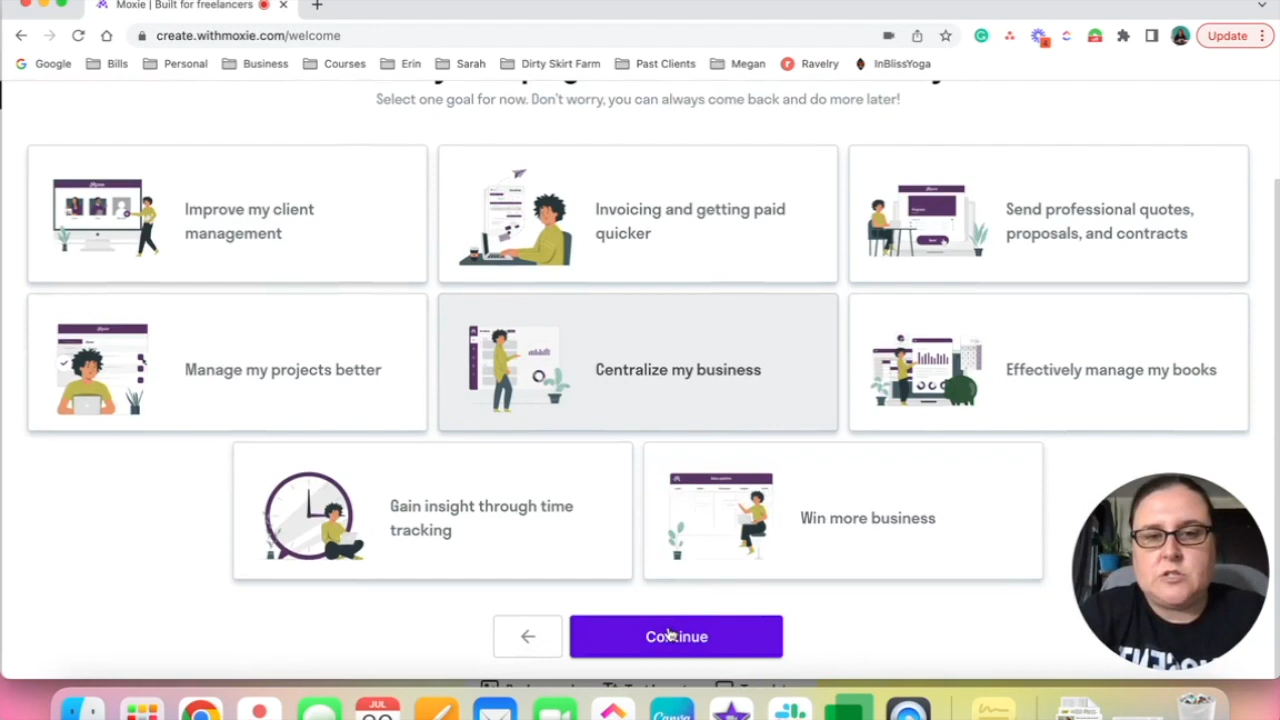 Moxie | Built for freelancers
create.withmoxie.com/welcome
Update
Google Bills Personal Business Courses Erin Sarah Dirty Skirt Farm Past Clients Megan Ravelry InBlissYoga
Select one goal for now. Don't worry, you can always come back and do more later!
Improve my client
management
Invoicing and getting paid
quicker
Send professional quotes,
proposals, and contracts
Manage my projects better
Centralize my business
Effectively manage my books
Gain insight through time
tracking
Win more business
Continue
JUL
Canva